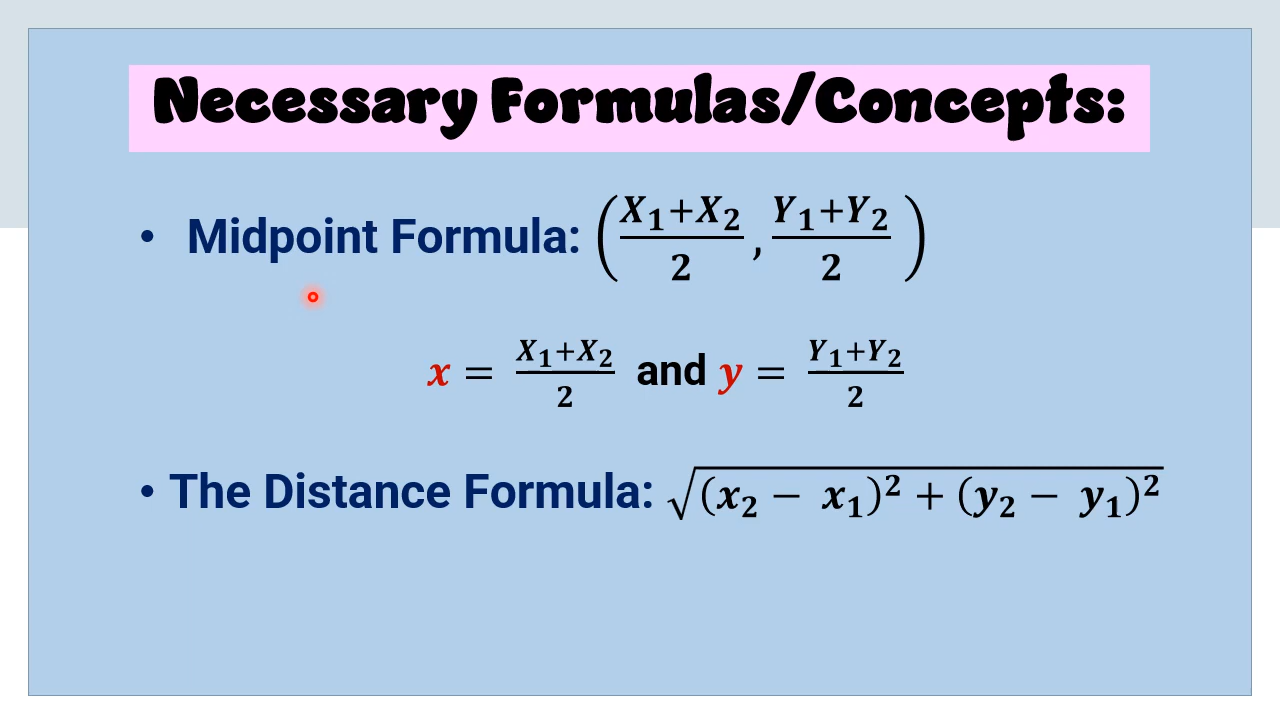 Necessary Formulas/Concepts:
• Midpoint Formula: (X₁+X₂/2, Y₁+Y₂/2)
x = X₁+X₂/2 and y = Y₁+Y₂/2
• The Distance Formula: √(x₂ − x₁)² + (y₂ − y₁)²